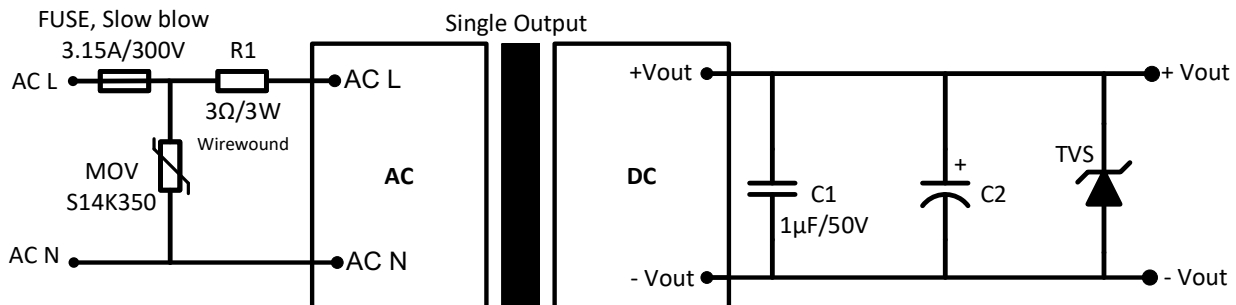 FUSE, Slow blow
3.15A/300V
R1
Single Output
AC L
AC L
+Vout
+ Vout
3Ω/3W
Wirewound
MOV
S14K350
AC
DC
+
TVS
C1
1µF/50V
C2
AC N
AC N
- Vout
- Vout